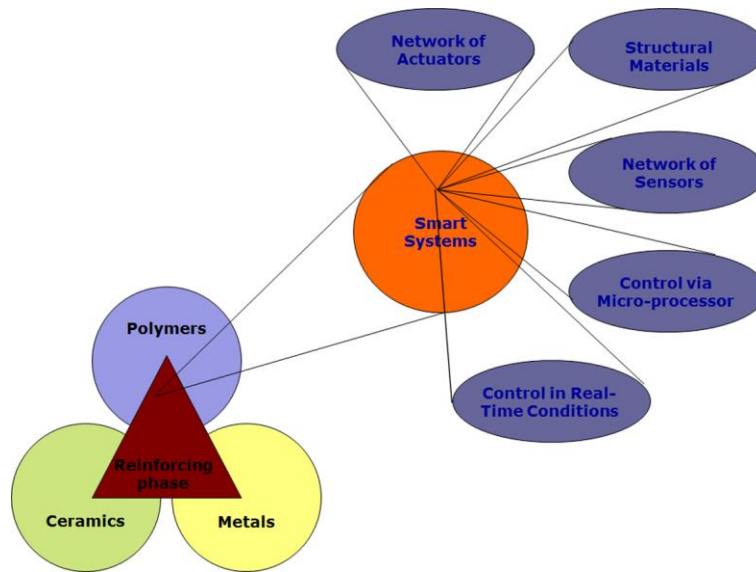 Network of
Actuators
Structural
Materials
Network of
Sensors
Smart
Systems
Control via
Micro-processor
Polymers
Control in Real-
Time Conditions
Reinforcing
phase
Ceramics
Metals